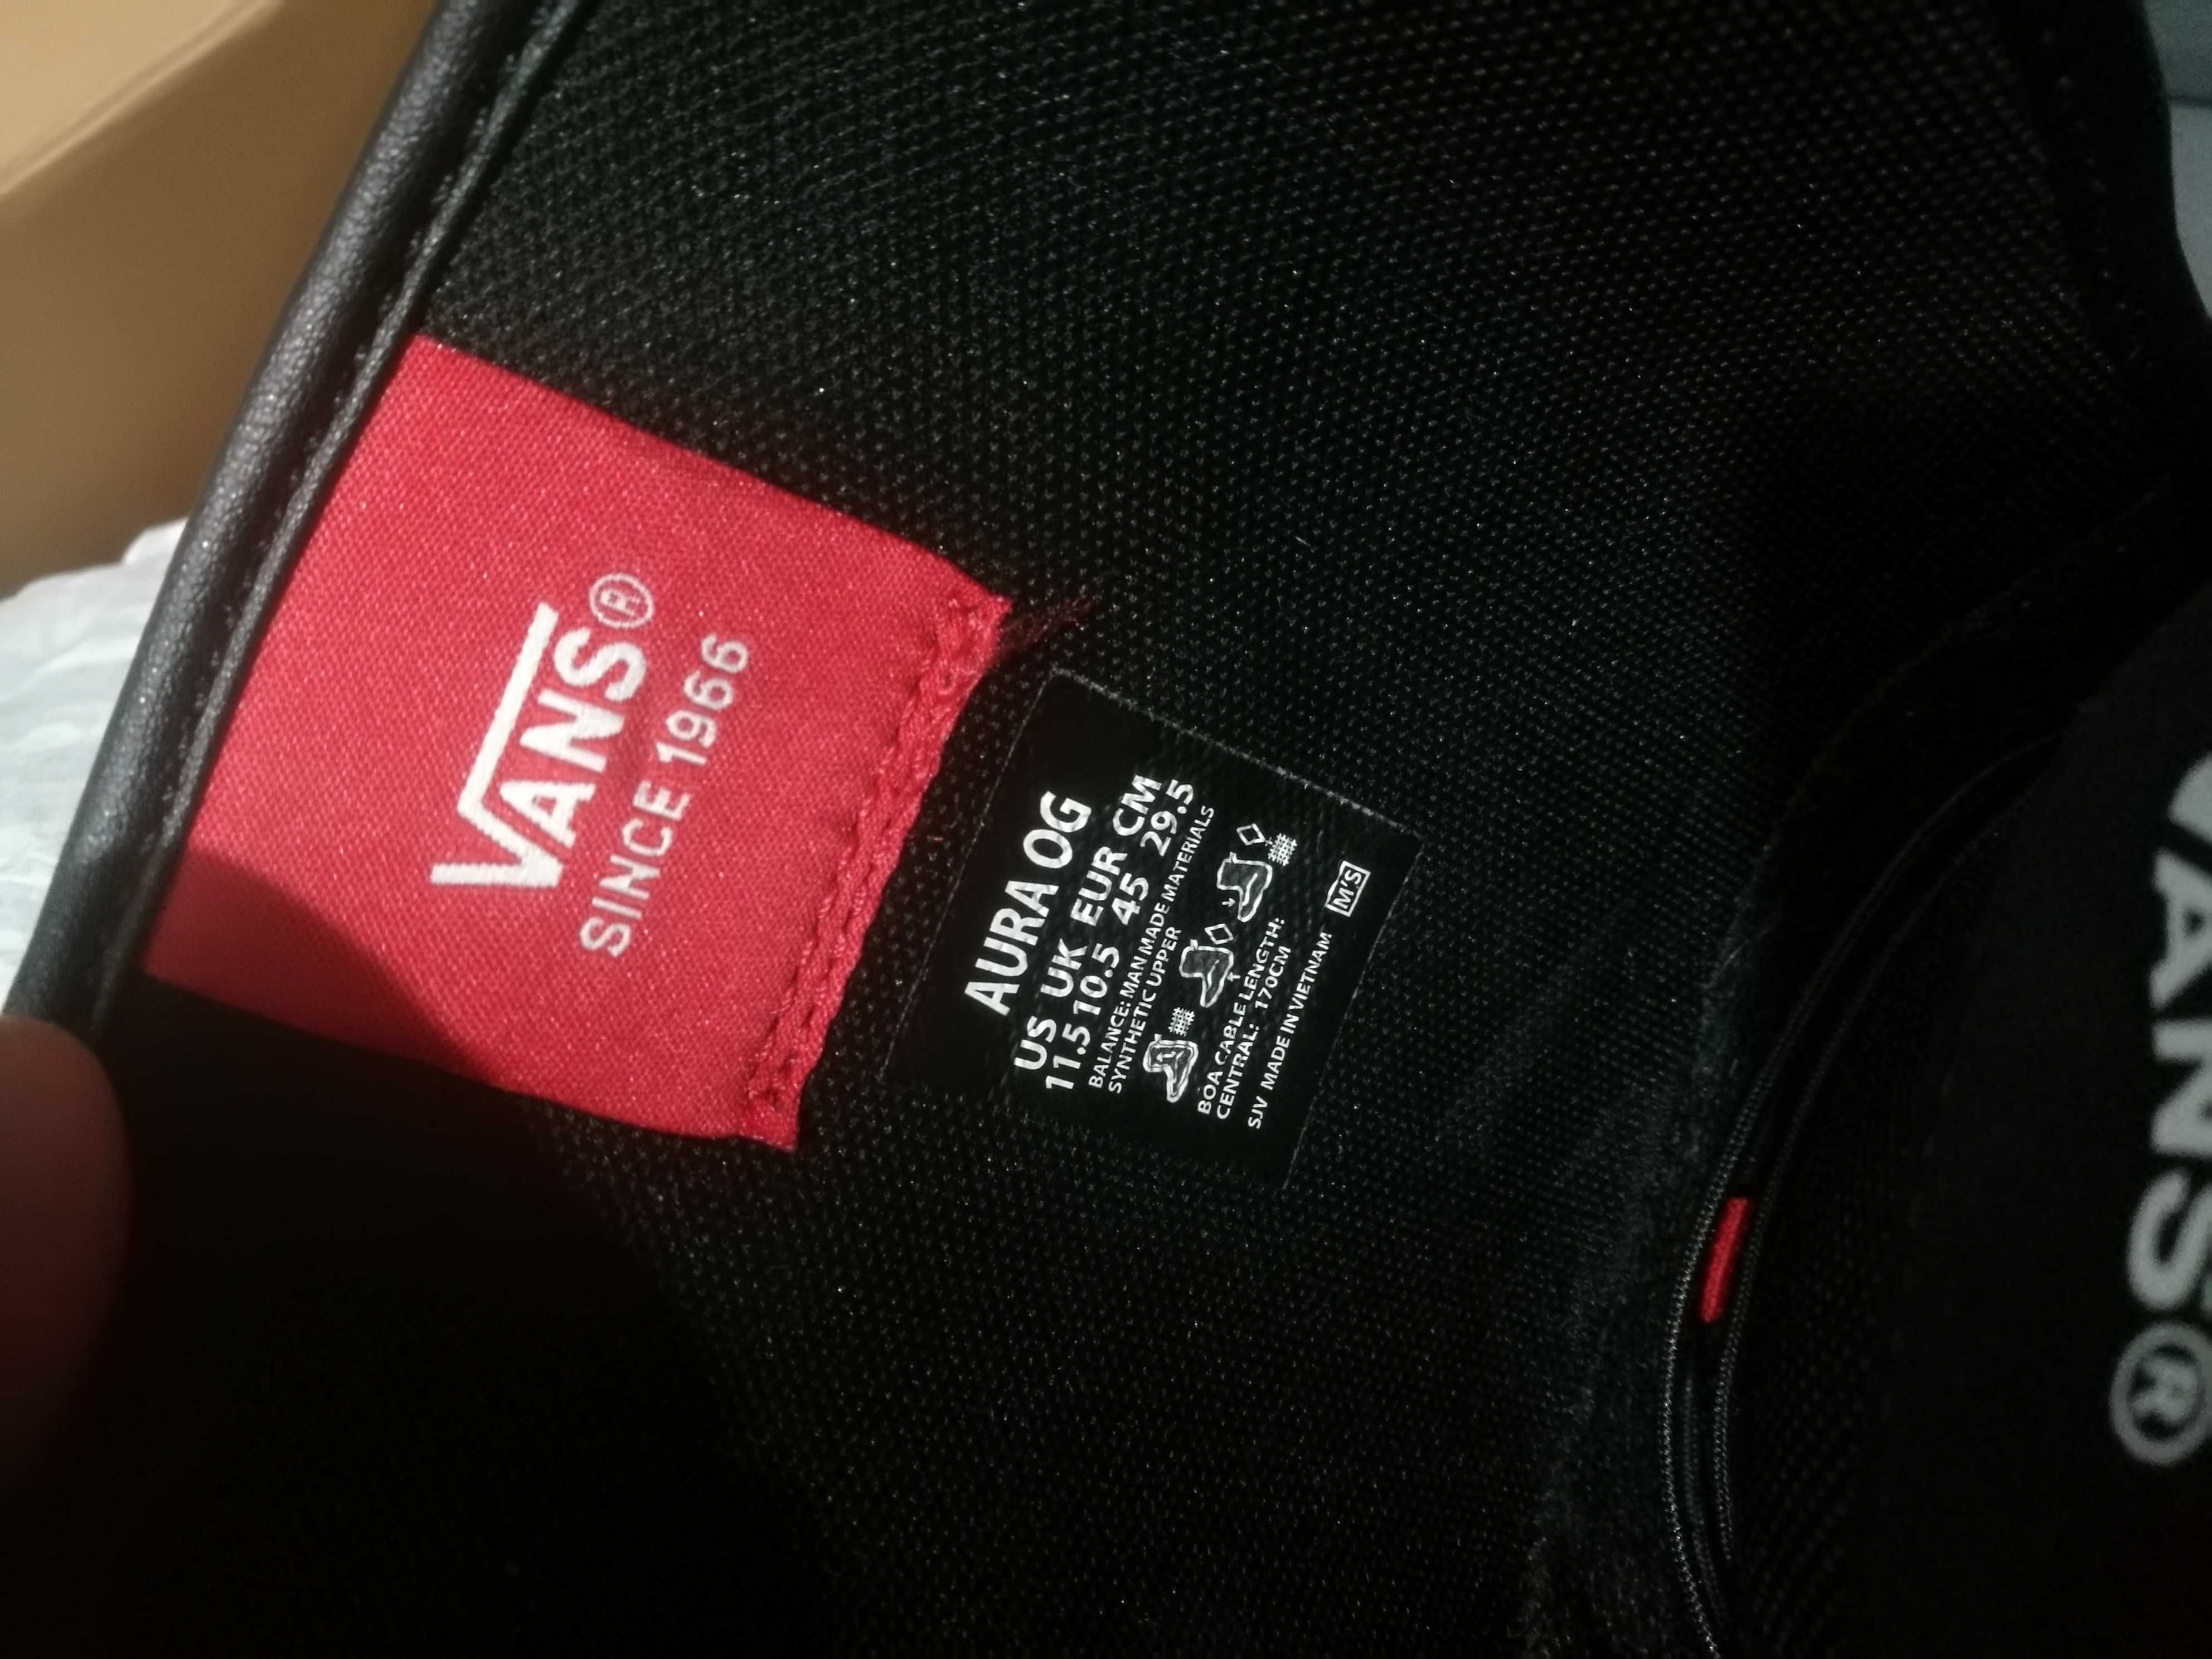 VANS®
SINCE 1966
AURA OG
US UK EUR CM
11.5 10.5 45 29.5
BALANCE: MAN MADE MATERIALS
SYNTHETIC UPPER
BOA CABLE LENGTH:
CENTRAL: 170CM
SJV MADE IN VIETNAM
M'S
VANS®